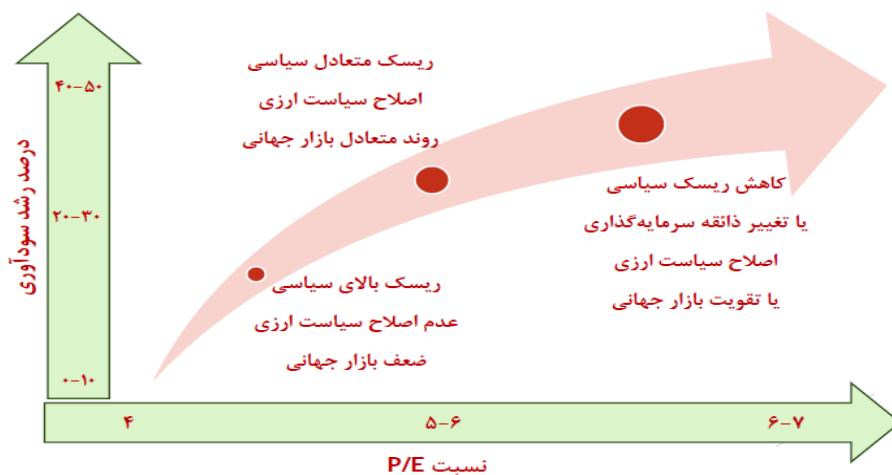 درصد رشد سودآوری
۴۰-۵۰
۲۰-۳۰
۰-۱۰
ریسک متعادل سیاسی
اصلاح سیاست ارزی
روند متعادل بازار جهانی
کاهش ریسک سیاسی
یا تغییر ذائقه سرمایه‌گذاری
اصلاح سیاست ارزی
یا تقویت بازار جهانی
ریسک بالای سیاسی
عدم اصلاح سیاست ارزی
ضعف بازار جهانی
۴
۵-۶
۶-۷
نسبت P/E